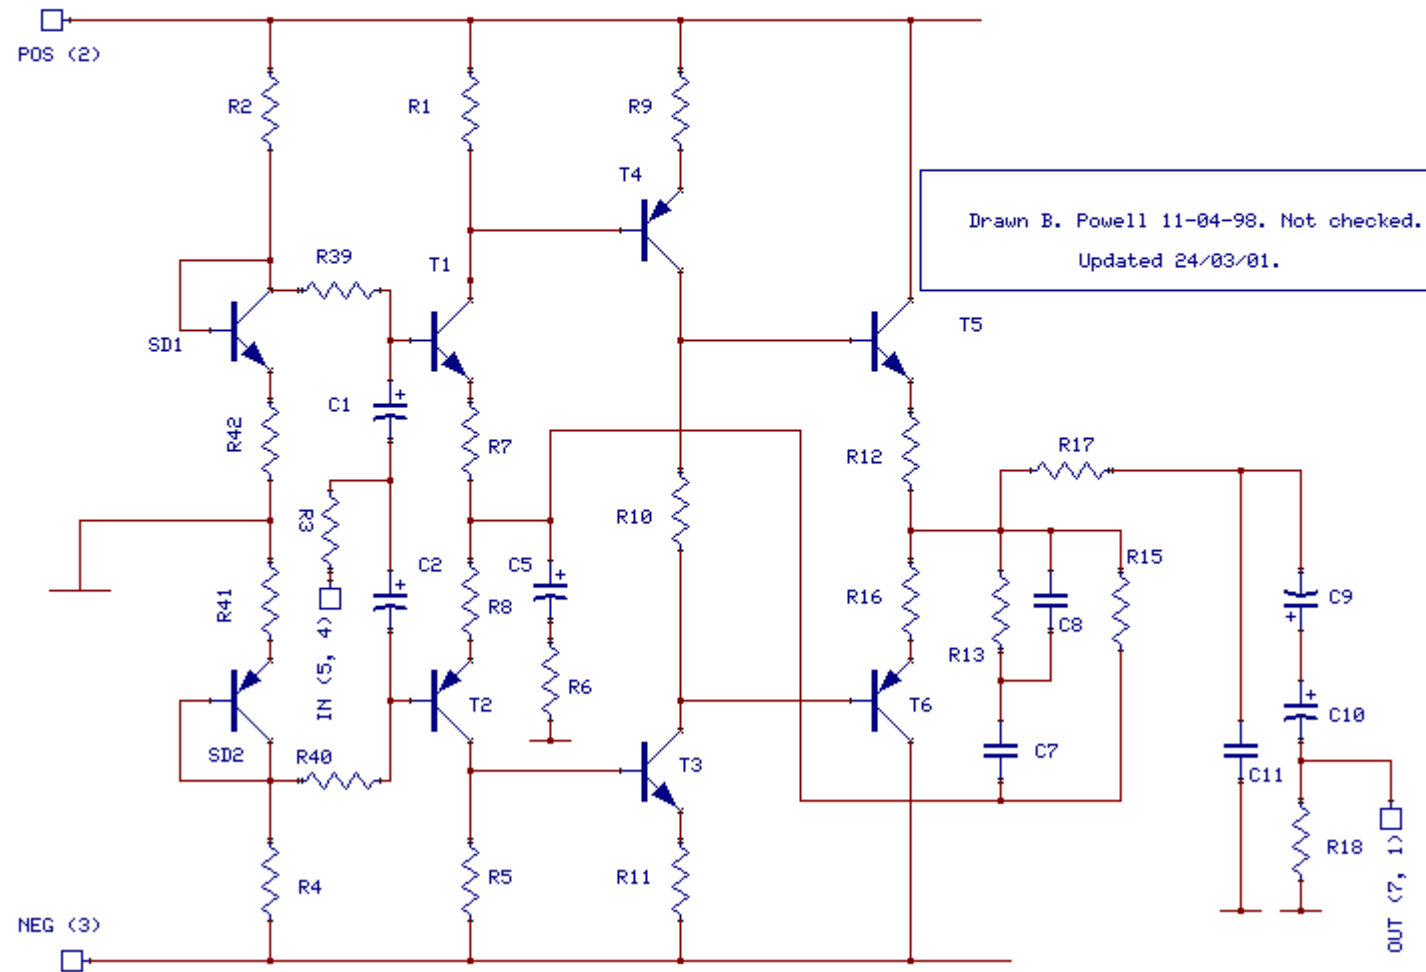 POS (2)
R2
R1
R9
T4
Drawn B. Powell 11-04-98. Not checked.
Updated 24/03/01.
R39
T1
SD1
T5
C1
R42
R7
R12
R17
R3
R10
C2
C5
R15
R41
R8
R16
C8
C9
IN (5, 4)
R13
R6
T2
T6
C10
SD2
R40
T3
C7
C11
R4
R5
R11
R18
OUT (7, 1)
NEG (3)